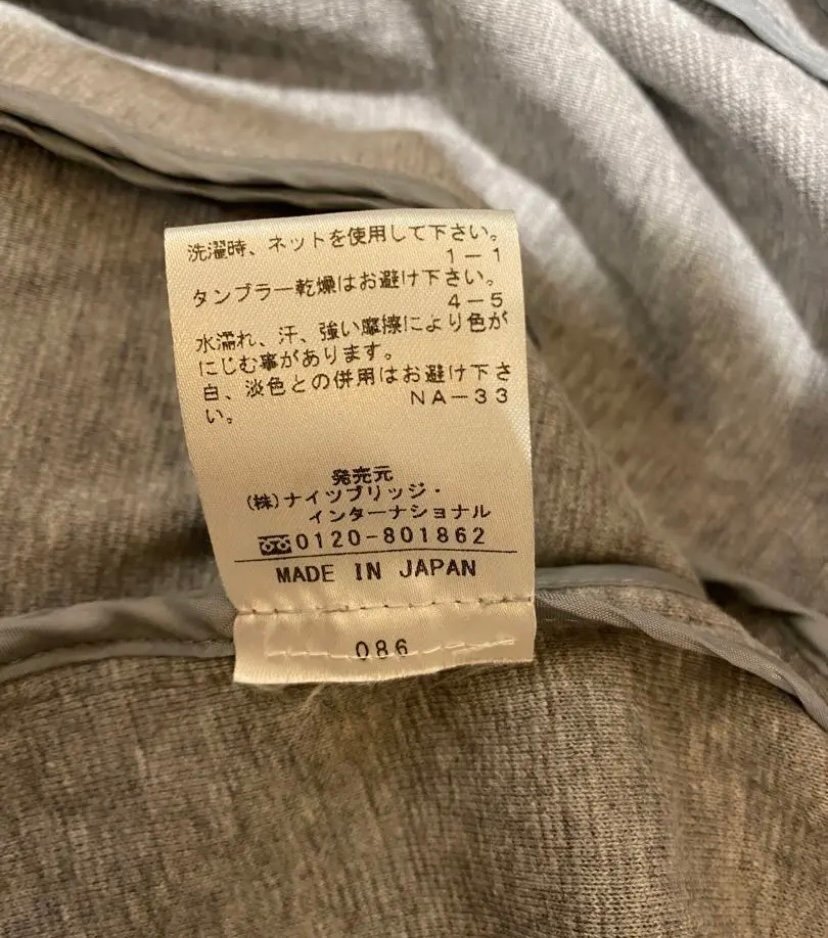 洗濯時、ネットを使用して下さい。
1-1
タンブラー乾燥はお避け下さい。
4-5
水濡れ、汗、強い摩擦により色が
にじむ事があります。
白、淡色との併用はお避け下さ
い。
NA-33
発売元
(株)ナイツブリッジ・
インターナショナル
0120-801862
MADE IN JAPAN
086